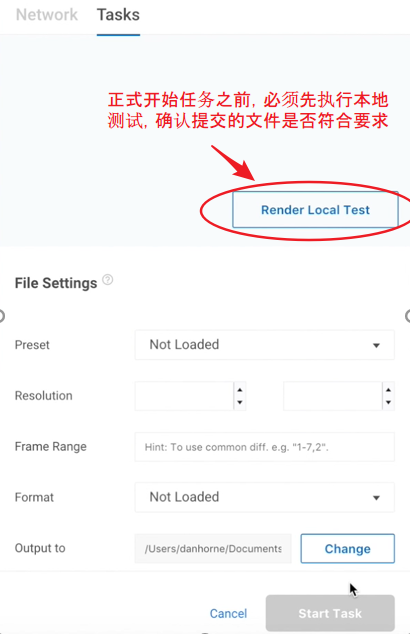 Network Tasks
正式开始任务之前, 必须先执行本地
测试, 确认提交的文件是否符合要求
Render Local Test
File Settings ?
Preset Not Loaded
Resolution
Frame Range Hint: To use common diff. e.g. "1-7,2".
Format Not Loaded
Output to /Users/danhorne/Documents Change
Cancel Start Task